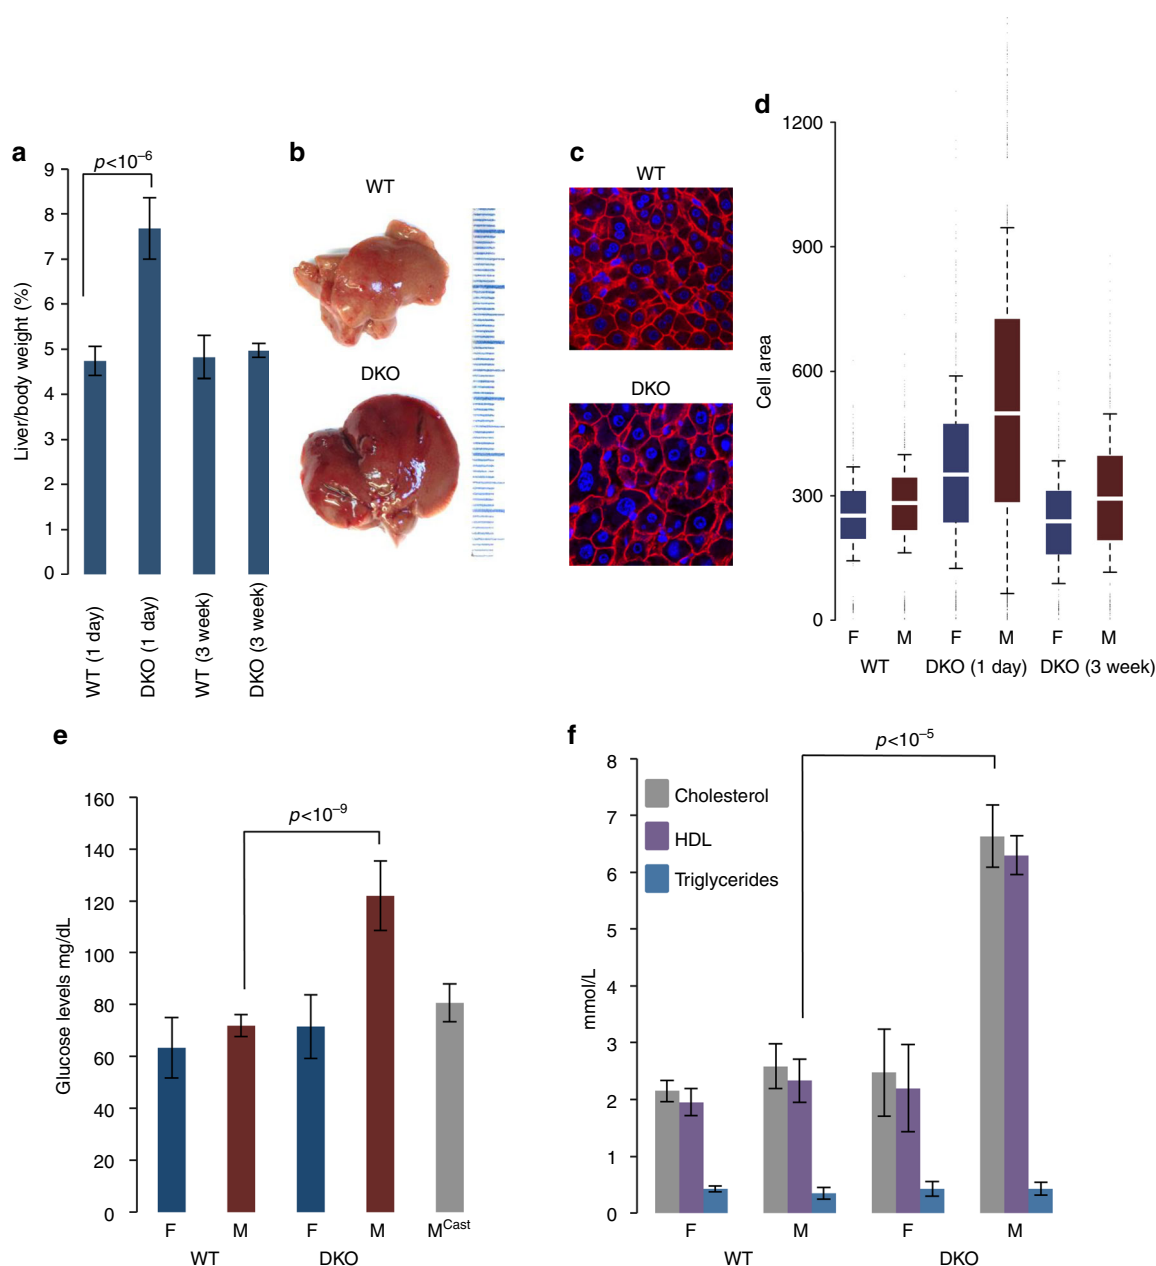 a
p<10–6
Liver/body weight (%)
9
8
7
6
5
4
3
2
1
0
WT (1 day)
DKO (1 day)
WT (3 week)
DKO (3 week)
b
WT
DKO
c
WT
DKO
d
Cell area
1200
900
600
300
0
F M F M F M
WT DKO (1 day) DKO (3 week)
e
p<10–9
Glucose levels mg/dL
160
140
120
100
80
60
40
20
0
F M F M MCast
WT DKO
f
p<10–5
mmol/L
8
7
6
5
4
3
2
1
0
Cholesterol
HDL
Triglycerides
F M F M
WT DKO